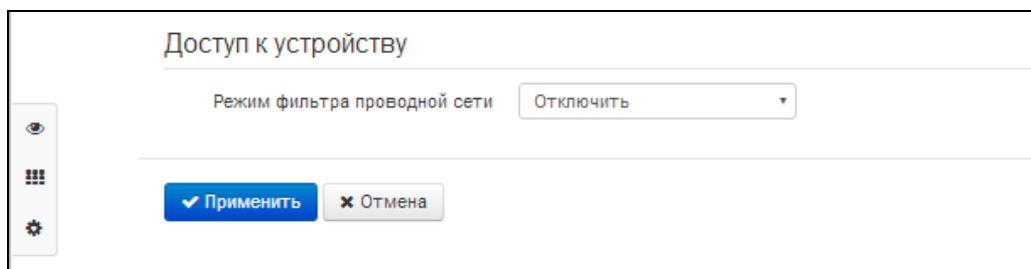 Доступ к устройству
Режим фильтра проводной сети Отключить
Применить Отмена